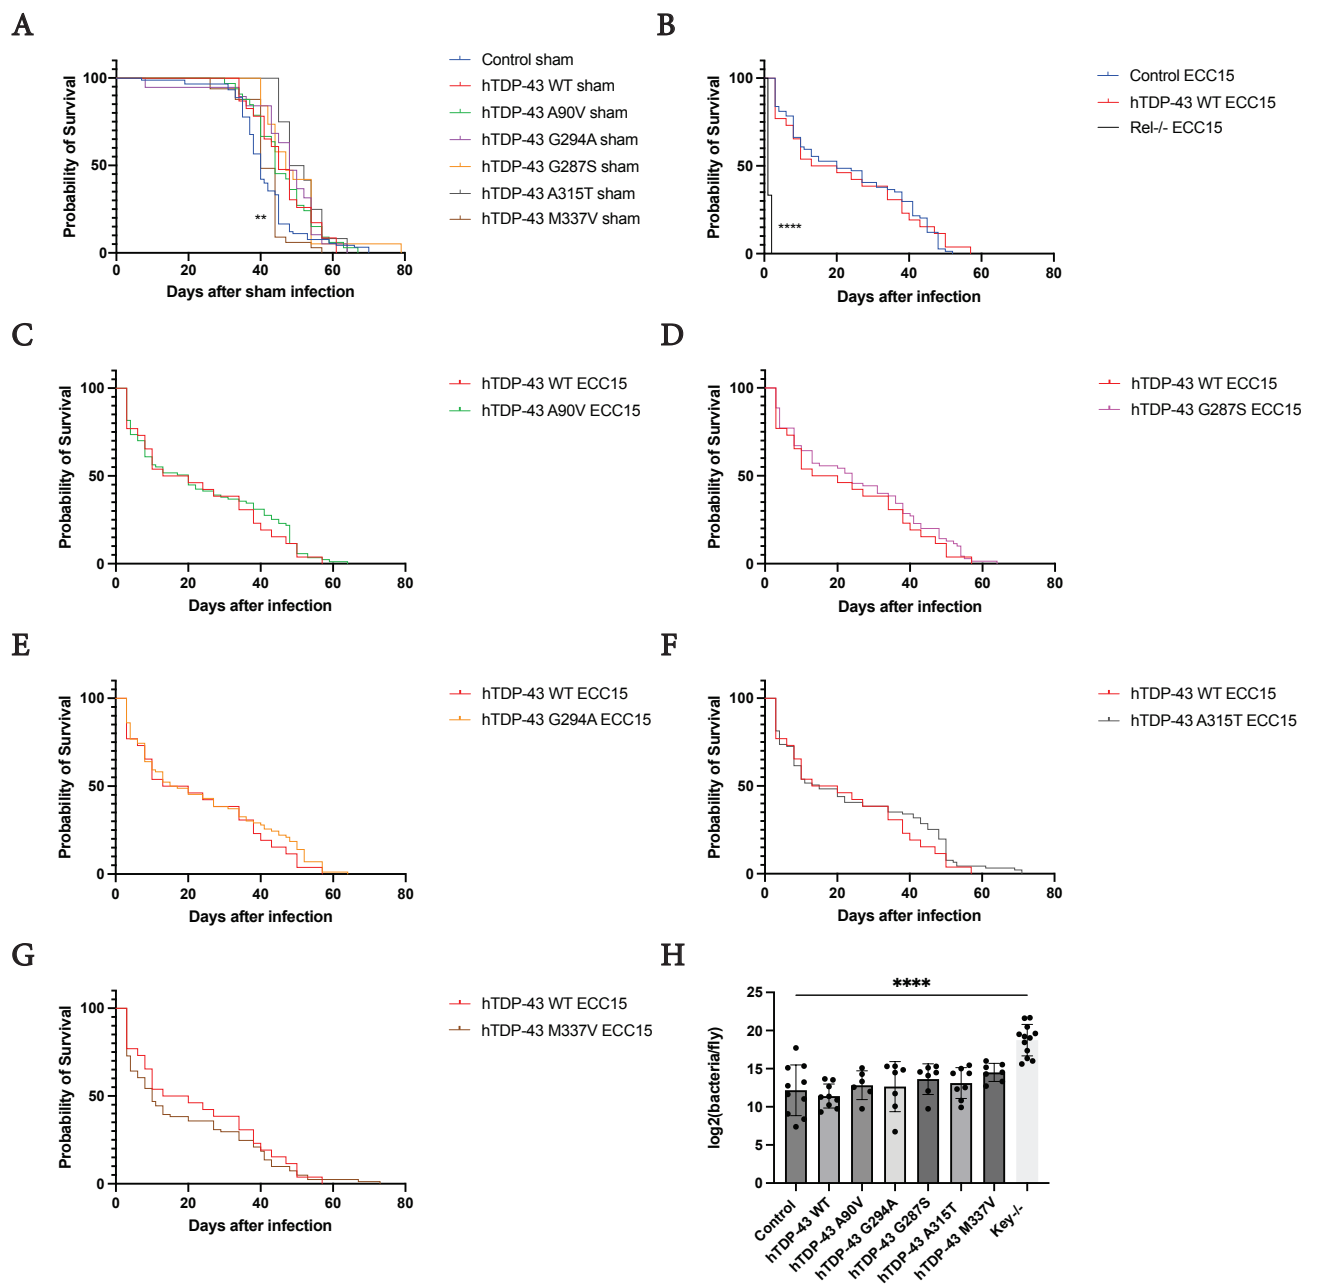 A
Probability of Survival
100
50
0
0 20 40 60 80
Days after sham infection
**
Control sham
hTDP-43 WT sham
hTDP-43 A90V sham
hTDP-43 G294A sham
hTDP-43 G287S sham
hTDP-43 A315T sham
hTDP-43 M337V sham
B
Probability of Survival
100
50
0
0 20 40 60 80
Days after infection
****
Control ECC15
hTDP-43 WT ECC15
Rel-/- ECC15
C
Probability of Survival
100
50
0
0 20 40 60 80
Days after infection
hTDP-43 WT ECC15
hTDP-43 A90V ECC15
D
Probability of Survival
100
50
0
0 20 40 60 80
Days after infection
hTDP-43 WT ECC15
hTDP-43 G287S ECC15
E
Probability of Survival
100
50
0
0 20 40 60 80
Days after infection
hTDP-43 WT ECC15
hTDP-43 G294A ECC15
F
Probability of Survival
100
50
0
0 20 40 60 80
Days after infection
hTDP-43 WT ECC15
hTDP-43 A315T ECC15
G
Probability of Survival
100
50
0
0 20 40 60 80
Days after infection
hTDP-43 WT ECC15
hTDP-43 M337V ECC15
H
log2(bacteria/fly)
25
20
15
10
5
0
****
Control
hTDP-43 WT
hTDP-43 A90V
hTDP-43 G294A
hTDP-43 G287S
hTDP-43 A315T
hTDP-43 M337V
Key-/-